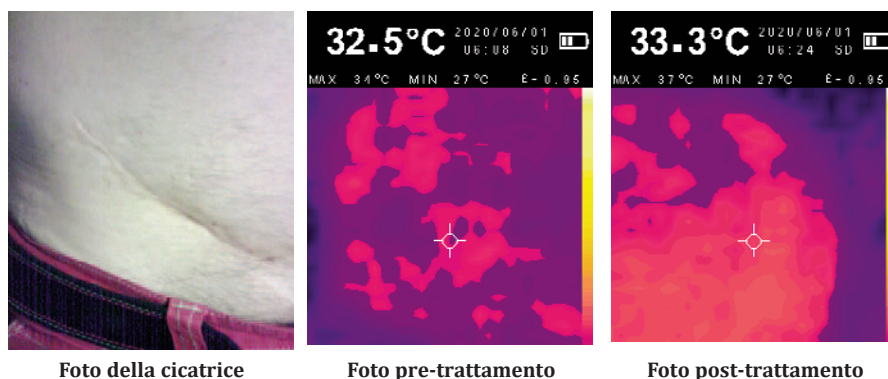 32.5°C 2020/06/01
06:08 SD
MAX 34°C MIN 27°C E-0.95
33.3°C 2020/06/01
06:24 SD
MAX 37°C MIN 27°C E-0.95
Foto della cicatrice
Foto pre-trattamento
Foto post-trattamento